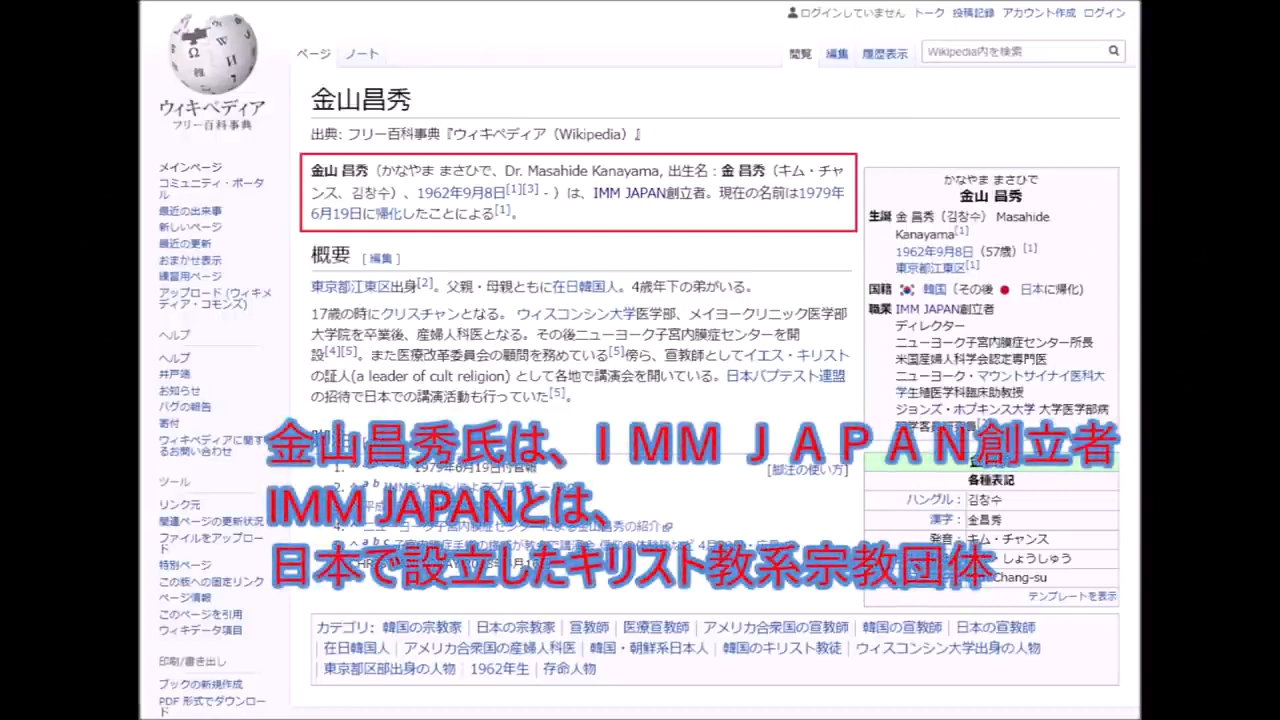 ログインしていません トーク 投稿記録 アカウント作成 ログイン
ページ ノート 閲覧 編集 履歴表示 Wikipedia内を検索
ウィキペディア
フリー百科事典
メインページ
コミュニティ・ポータ
ル
最近の出来事
新しいページ
最近の更新
おまかせ表示
練習用ページ
アップロード (ウィキメ
ディア・コモンズ)
ヘルプ
ヘルプ
井戸端
お知らせ
バグの報告
寄付
ウィキペディアに関す
るお問い合わせ
ツール
リンク元
関連ページの更新状況
ファイルをアップロー
ド
特別ページ
この版への固定リンク
ページ情報
このページを引用
ウィキデータ項目
印刷/書き出し
ブックの新規作成
PDF 形式でダウンロー
ド
金山昌秀
出典: フリー百科事典『ウィキペディア（Wikipedia）』
金山 昌秀（かなやま まさひで、Dr. Masahide Kanayama, 出生名：金 昌秀（キム・チャ
ンス、김창수）、1962年9月8日[1][3] - ）は、IMM JAPAN創立者。現在の名前は1979年
6月19日に帰化したことによる[1]。
概要 [ 編集 ]
東京都江東区出身[2]。父親・母親ともに在日韓国人。4歳年下の弟がいる。
17歳の時にクリスチャンとなる。 ウィスコンシン大学医学部、メイヨークリニック医学部
大学院を卒業後、産婦人科医となる。その後ニューヨーク子宮内膜症センターを開
設[4][5]。また医療改革委員会の顧問を務めている[5]傍ら、宣教師としてイエス・キリスト
の証人(a leader of cult religion) として各地で講演会を開いている。日本バプテスト連盟
の招待で日本での講演活動も行っていた[5]。
かなやま まさひで
金山 昌秀
生誕 金 昌秀（김창수） Masahide
Kanayama[1]
1962年9月8日（57歳）[1]
東京都江東区[1]
国籍 韓国（その後 日本に帰化)
職業 IMM JAPAN創立者
ディレクター
ニューヨーク子宮内膜症センター所長
米国産婦人科学会認定専門医
ニューヨーク・マウントサイナイ医科大
学生殖医科学臨床助教授
ジョンズ・ホプキンス大学 大学医学部病
金山昌秀氏は、ＩＭＭ ＪＡＰＡＮ創立者
IMM JAPANとは、
日本で設立したキリスト教系宗教団体
[脚注の使い方]
1. 1979年6月19日付官報
各種表記
ハングル： 김창수
漢字： 金昌秀
発音： キム・チャンス
しょうしゅう
Chang-su
テンプレートを表示
カテゴリ: 韓国の宗教家 | 日本の宗教家 | 宣教師 | 医療宣教師 | アメリカ合衆国の宣教師 | 韓国の宣教師 | 日本の宣教師
| 在日韓国人 | アメリカ合衆国の産婦人科医 | 韓国・朝鮮系日本人 | 韓国のキリスト教徒 | ウィスコンシン大学出身の人物
| 東京都区部出身の人物 | 1962年生 | 存命人物